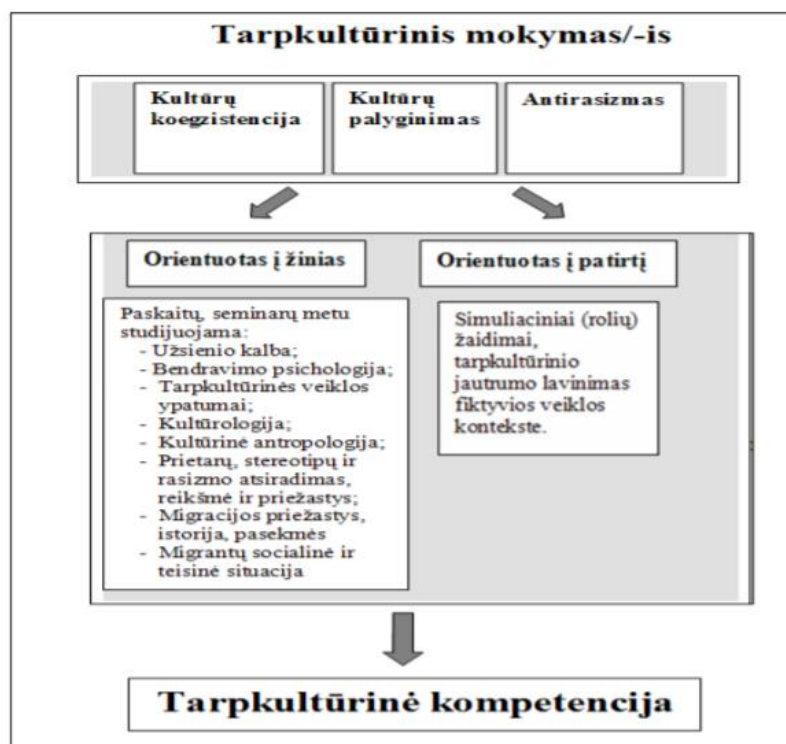 Tarpkultūrinis mokymas/-is
Kultūrų
koegzistencija
Kultūrų
palyginimas
Antirasizmas
Orientuotas į žinias
Paskaitų, seminarų metu
studijuojama:
- Užsienio kalba;
- Bendravimo psichologija;
- Tarpkultūrinės veiklos
ypatumai;
- Kultūrologija;
- Kultūrinė antropologija;
- Prietarų, stereotipų ir
rasizmo atsiradimas,
reikšmė ir priežastys;
- Migracijos priežastys,
istorija, pasekmės
- Migrantų socialinė ir
teisinė situacija
Orientuotas į patirtį
Simuliaciniai (rolių)
žaidimai,
tarpkultūrinio
jautrumo lavinimas
fiktyvios veiklos
kontekste.
Tarpkultūrinė kompetencija